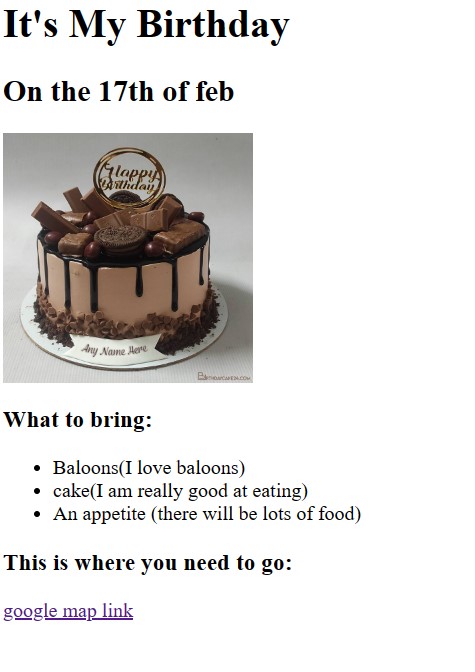 It's My Birthday
On the 17th of feb
Happy
Birthday
Any Name Here
BIRTHDAYCAKE24.COM
What to bring:
Baloons(I love baloons)
cake(I am really good at eating)
An appetite (there will be lots of food)
This is where you need to go:
google map link